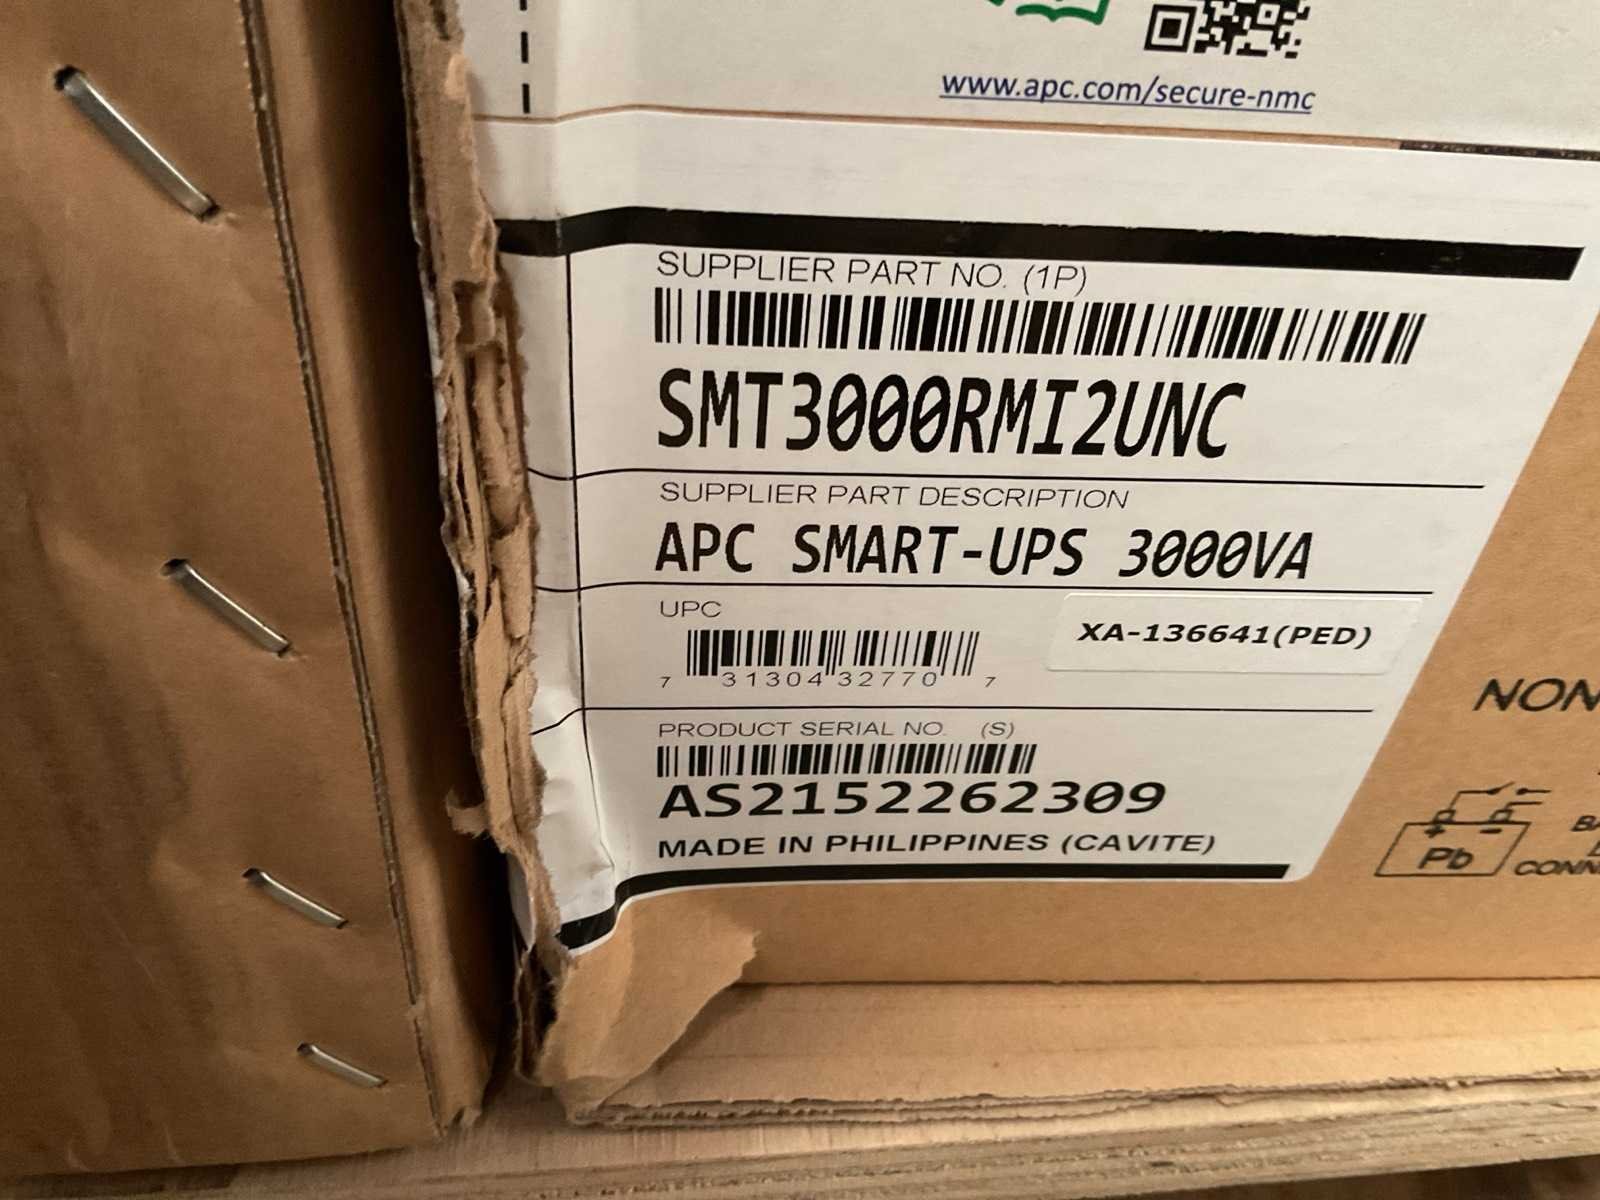 www.apc.com/secure-nmc
SUPPLIER PART NO. (1P)
SMT3000RMI2UNC
SUPPLIER PART DESCRIPTION
APC SMART-UPS 3000VA
UPC
XA-136641(PED)
7 31304 32770 7
PRODUCT SERIAL NO. (S)
AS2152262309
MADE IN PHILIPPINES (CAVITE)
NON
+ -
Pb